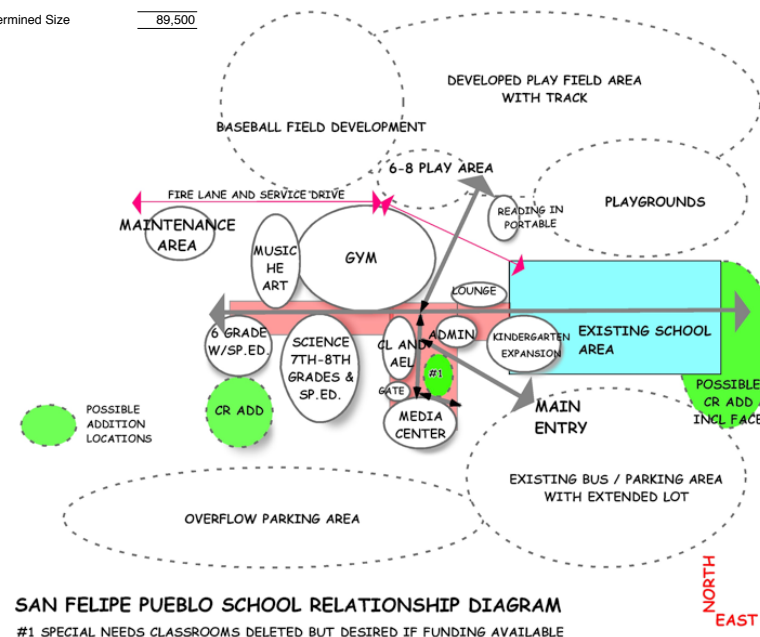 ermined Size 89,500
DEVELOPED PLAY FIELD AREA
WITH TRACK
BASEBALL FIELD DEVELOPMENT
6-8 PLAY AREA
FIRE LANE AND SERVICE DRIVE
PLAYGROUNDS
READING IN
PORTABLE
MAINTENANCE
AREA
MUSIC
HE
ART
GYM
LOUNGE
6 GRADE
W/SP.ED.
SCIENCE
7TH-8TH
GRADES &
SP.ED.
CL AND
AEL
ADMIN
KINDERGARTEN
EXPANSION
EXISTING SCHOOL
AREA
#1
GATE
MEDIA
CENTER
MAIN
ENTRY
POSSIBLE
CR ADD
INCL FACE
POSSIBLE
ADDITION
LOCATIONS
CR ADD
EXISTING BUS / PARKING AREA
WITH EXTENDED LOT
OVERFLOW PARKING AREA
NORTH
EAST
SAN FELIPE PUEBLO SCHOOL RELATIONSHIP DIAGRAM
#1 SPECIAL NEEDS CLASSROOMS DELETED BUT DESIRED IF FUNDING AVAILABLE